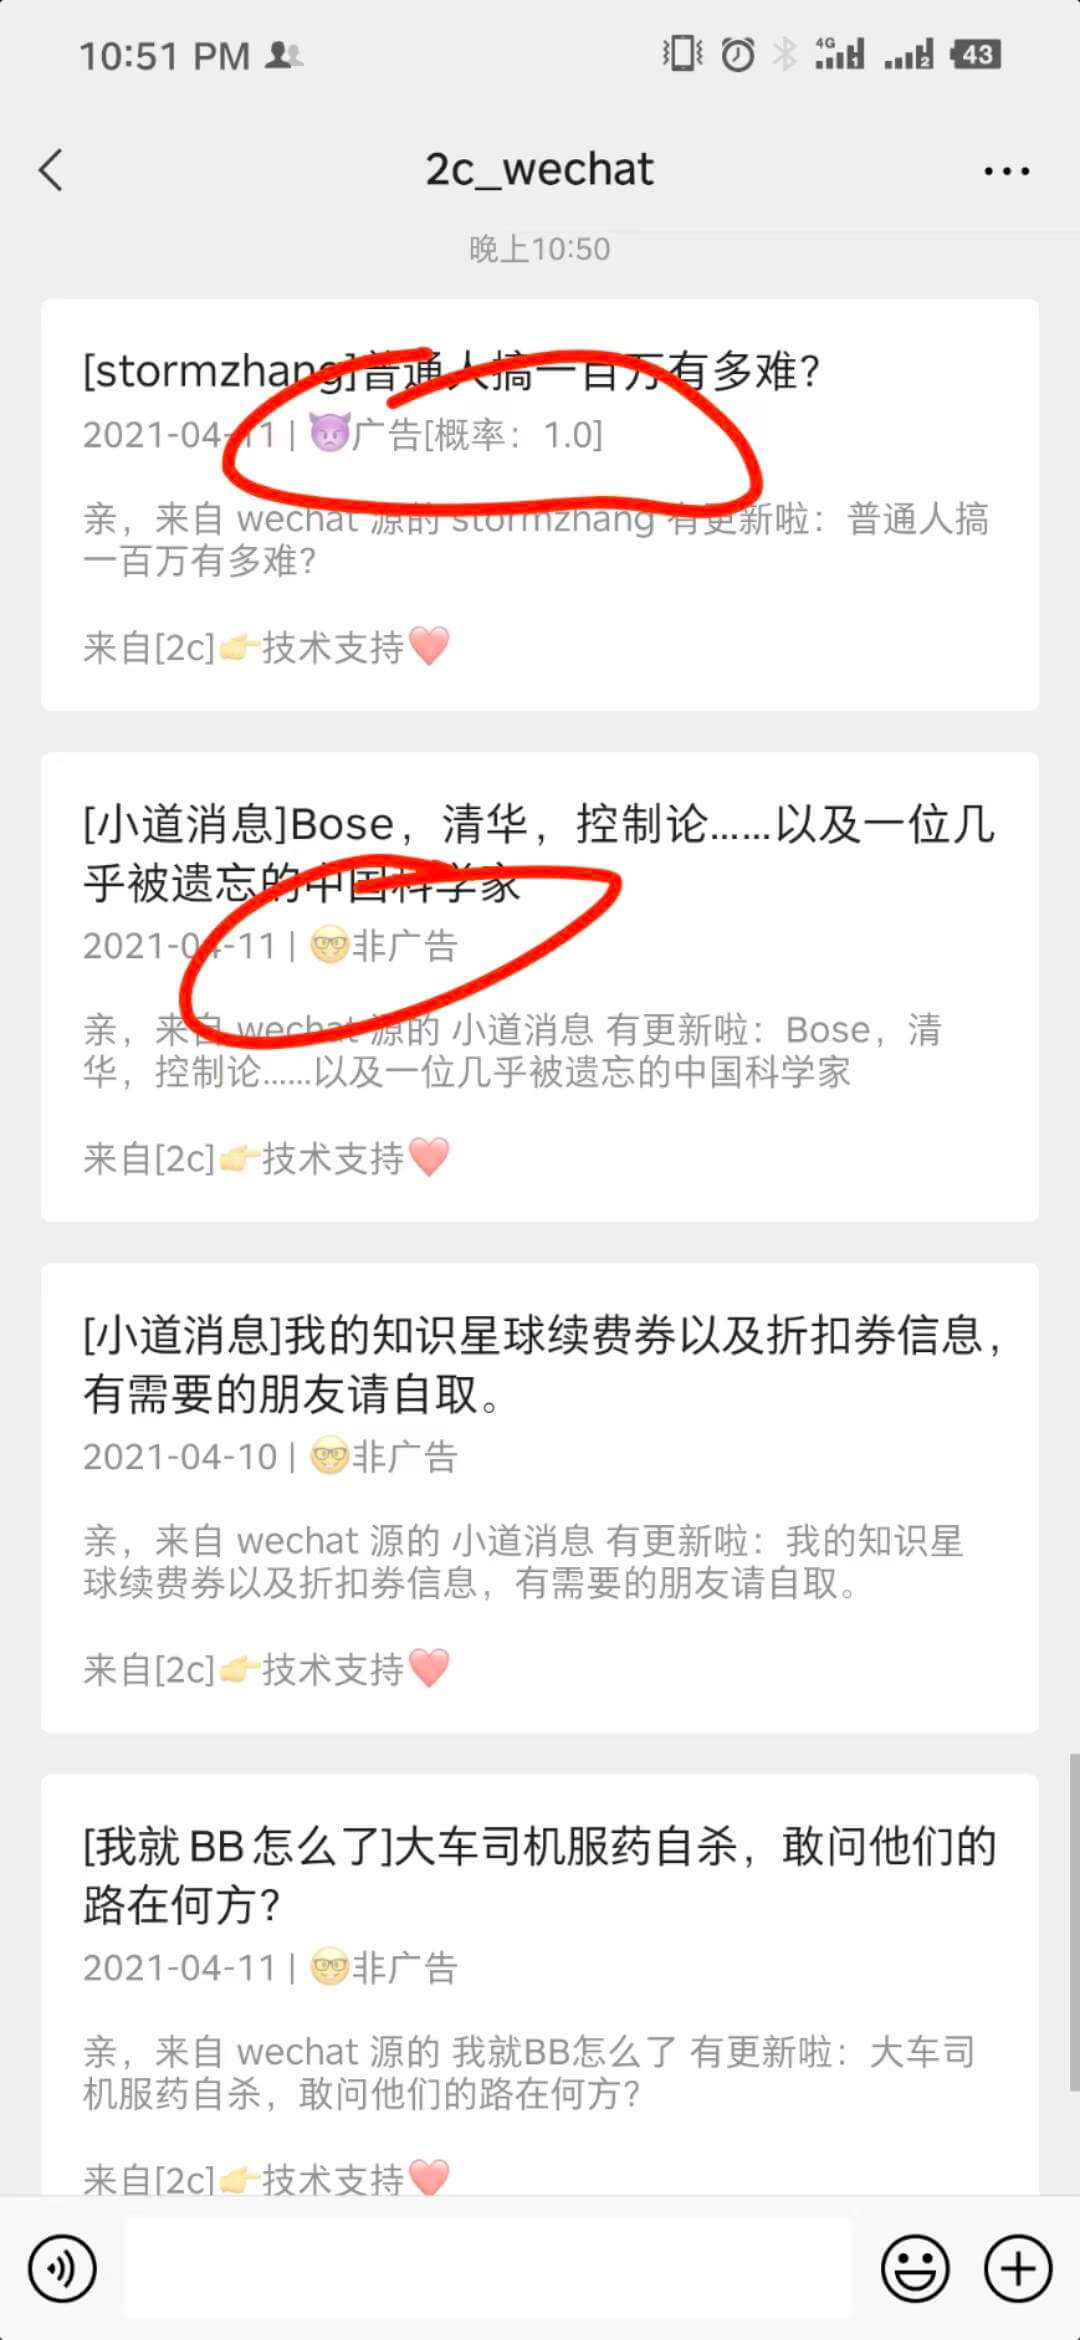 10:51 PM
4G 1 2 43
2c_wechat
晚上10:50
[stormzhang]普通人搞一百万有多难?
2021-04-11 | 👿广告[概率：1.0]
亲，来自 wechat 源的 stormzhang 有更新啦：普通人搞
一百万有多难?
来自[2c]👉技术支持❤️
[小道消息]Bose，清华，控制论……以及一位几
乎被遗忘的中国科学家
2021-04-11 | 🤓非广告
亲，来自 wechat 源的 小道消息 有更新啦：Bose，清
华，控制论……以及一位几乎被遗忘的中国科学家
来自[2c]👉技术支持❤️
[小道消息]我的知识星球续费券以及折扣券信息，
有需要的朋友请自取。
2021-04-10 | 🤓非广告
亲，来自 wechat 源的 小道消息 有更新啦：我的知识星
球续费券以及折扣券信息，有需要的朋友请自取。
来自[2c]👉技术支持❤️
[我就 BB 怎么了]大车司机服药自杀，敢问他们的
路在何方?
2021-04-11 | 🤓非广告
亲，来自 wechat 源的 我就BB怎么了 有更新啦：大车司
机服药自杀，敢问他们的路在何方?
来自[2c]👉技术支持❤️